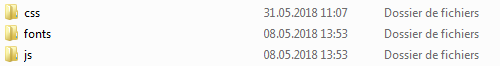 css 31.05.2018 11:07 Dossier de fichiers
fonts 08.05.2018 13:53 Dossier de fichiers
js 08.05.2018 13:53 Dossier de fichiers